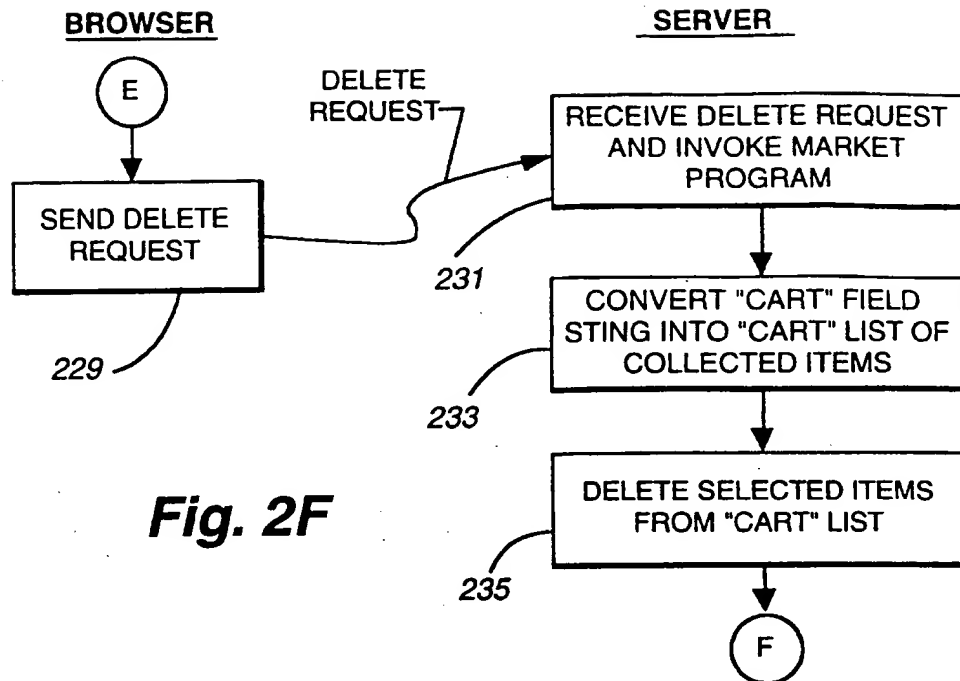 BROWSER
SERVER
E
DELETE
REQUEST
SEND DELETE
REQUEST
229
RECEIVE DELETE REQUEST
AND INVOKE MARKET
PROGRAM
231
CONVERT "CART" FIELD
STING INTO "CART" LIST OF
COLLECTED ITEMS
233
DELETE SELECTED ITEMS
FROM "CART" LIST
235
F
Fig. 2F